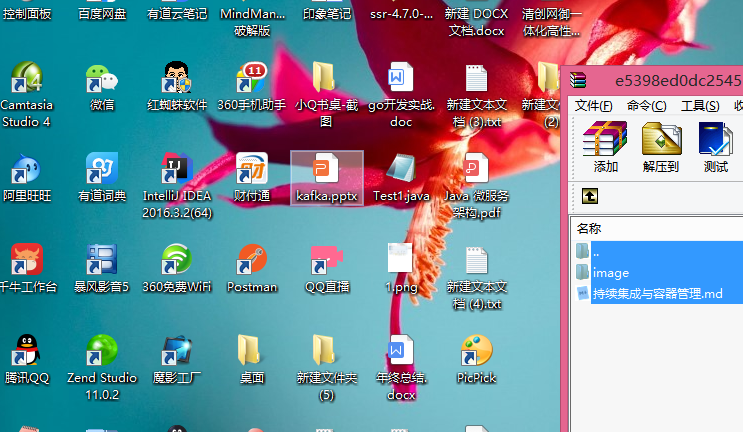 控制面板
百度网盘
有道云笔记
MindMan...
破解版
印象笔记
ssr-4.7.0-...
新建 DOCX
文档.docx
清创网御一
体化高性...
Camtasia
Studio 4
微信
红蜘蛛软件
11
360手机助手
小Q书桌-截
图
go开发实战.
doc
新建文本文
档 (3).txt
新建文
(2)
阿里旺旺
有道词典
IntelliJ IDEA
2016.3.2(64)
财付通
kafka.pptx
Test1.java
Java 微服务
架构.pdf
千牛工作台
暴风影音5
360免费WiFi
Postman
QQ直播
1.png
新建文本文
档 (4).txt
腾讯QQ
Zend Studio
11.0.2
魔影工厂
桌面
新建文件夹
(5)
年终总结.
docx
PicPick
e5398ed0dc2545
文件(F) 命令(C) 工具(S)
添加 解压到 测试
名称
..
image
持续集成与容器管理.md